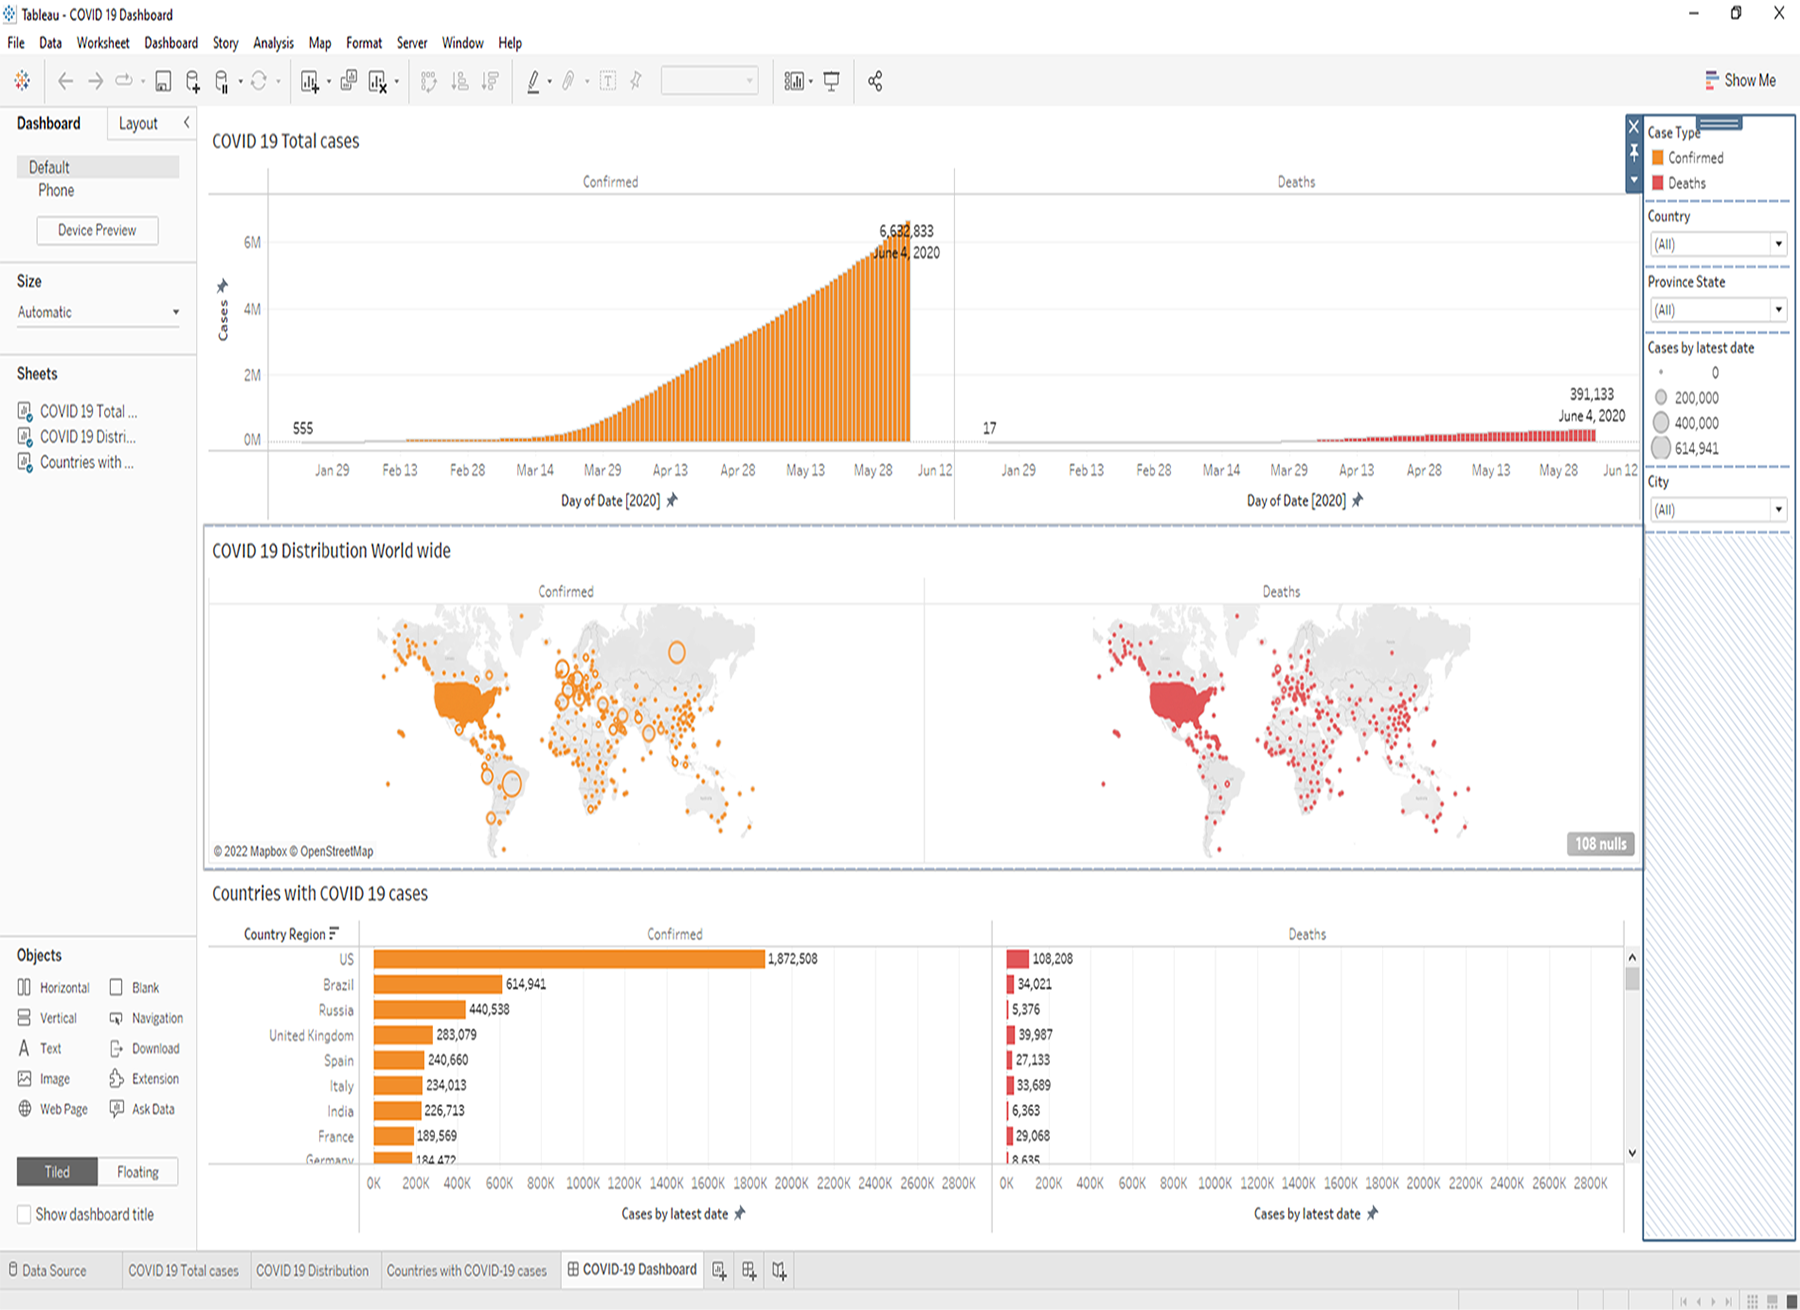 Tableau - COVID 19 Dashboard
File Data Worksheet Dashboard Story Analysis Map Format Server Window Help
Show Me
Dashboard Layout
Default
Phone
Device Preview
Size
Automatic
Sheets
COVID 19 Total ...
COVID 19 Distri...
Countries with ...
Objects
Horizontal Blank
Vertical Navigation
Text Download
Image Extension
Web Page Ask Data
Tiled Floating
Show dashboard title
COVID 19 Total cases
Confirmed Deaths
Cases
6M
4M
2M
0M
555
6,632,833
June 4, 2020
17
391,133
June 4, 2020
Jan 29 Feb 13 Feb 28 Mar 14 Mar 29 Apr 13 Apr 28 May 13 May 28 Jun 12
Jan 29 Feb 13 Feb 28 Mar 14 Mar 29 Apr 13 Apr 28 May 13 May 28 Jun 12
Day of Date [2020] Day of Date [2020]
COVID 19 Distribution World wide
Confirmed Deaths
© 2022 Mapbox © OpenStreetMap
108 nulls
Countries with COVID 19 cases
Country Region Confirmed Deaths
US 1,872,508 108,208
Brazil 614,941 34,021
Russia 440,538 5,376
United Kingdom 283,079 39,987
Spain 240,660 27,133
Italy 234,013 33,689
India 226,713 6,363
France 189,569 29,068
Germany 184,472 8,635
0K 200K 400K 600K 800K 1000K 1200K 1400K 1600K 1800K 2000K 2200K 2400K 2600K 2800K
0K 200K 400K 600K 800K 1000K 1200K 1400K 1600K 1800K 2000K 2200K 2400K 2600K 2800K
Cases by latest date Cases by latest date
Case Type
Confirmed
Deaths
Country
(All)
Province State
(All)
Cases by latest date
0
200,000
400,000
614,941
City
(All)
Data Source COVID 19 Total cases COVID 19 Distribution Countries with COVID-19 cases COVID-19 Dashboard